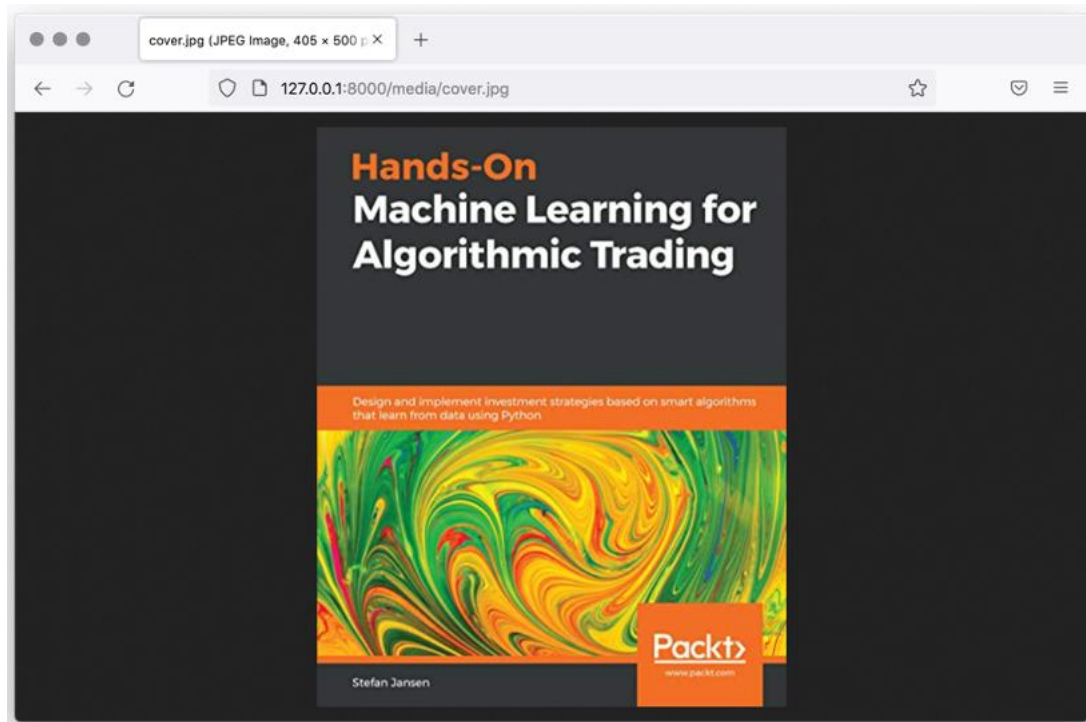 cover.jpg (JPEG Image, 405 × 500 p
127.0.0.1:8000/media/cover.jpg
Hands-On
Machine Learning for
Algorithmic Trading
Design and implement investment strategies based on smart algorithms
that learn from data using Python
Packt>
www.packt.com
Stefan Jansen